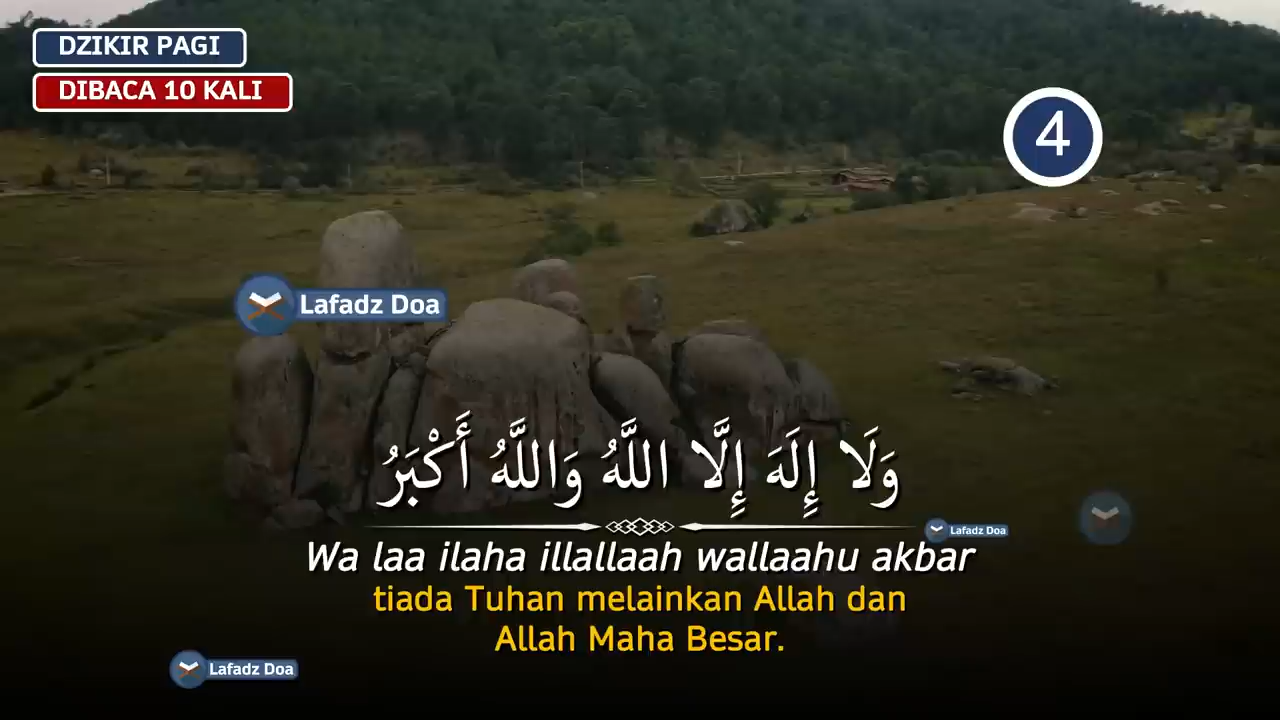 DZIKIR PAGI
DIBACA 10 KALI
4
Lafadz Doa
وَلَا إِلَهَ إِلَّا اللَّهُ وَاللَّهُ أَكْبَرُ
Lafadz Doa
Wa laa ilaha illallaah wallaahu akbar
tiada Tuhan melainkan Allah dan
Allah Maha Besar.
Lafadz Doa